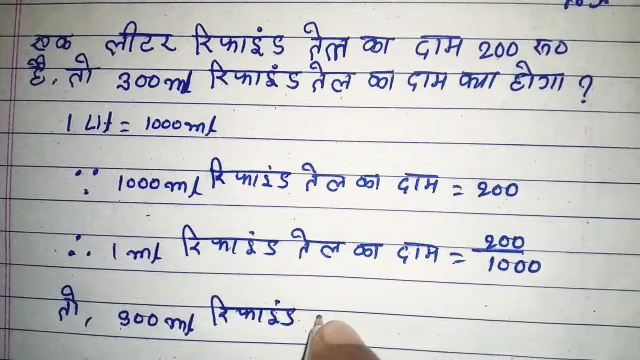 एक लीटर रिफाइंड तेल का दाम 200 रू०
है, तो 300ml रिफाइंड तेल का दाम क्या होगा ?
1 Lit = 1000ml
∵ 1000ml रिफाइंड तेल का दाम = 200
∴ 1ml रिफाइंड तेल का दाम = 200/1000
तो, 300ml रिफाइंड